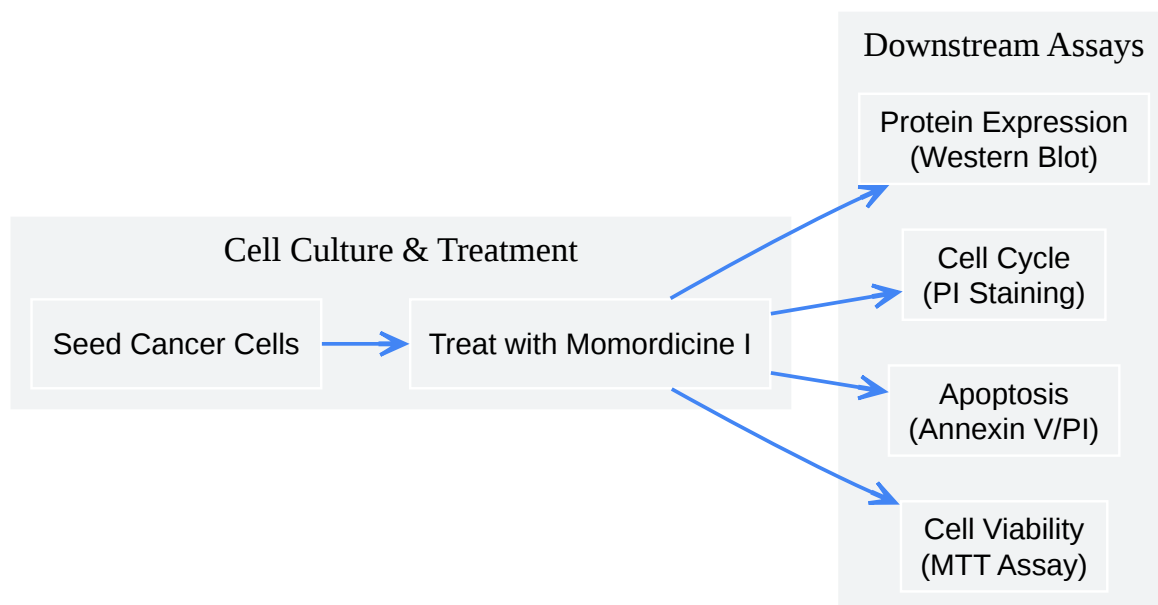 Downstream Assays
Protein Expression
(Western Blot)
Cell Culture & Treatment
Cell Cycle
(PI Staining)
Seed Cancer Cells
Treat with Momordicine I
Apoptosis
(Annexin V/PI)
Cell Viability
(MTT Assay)